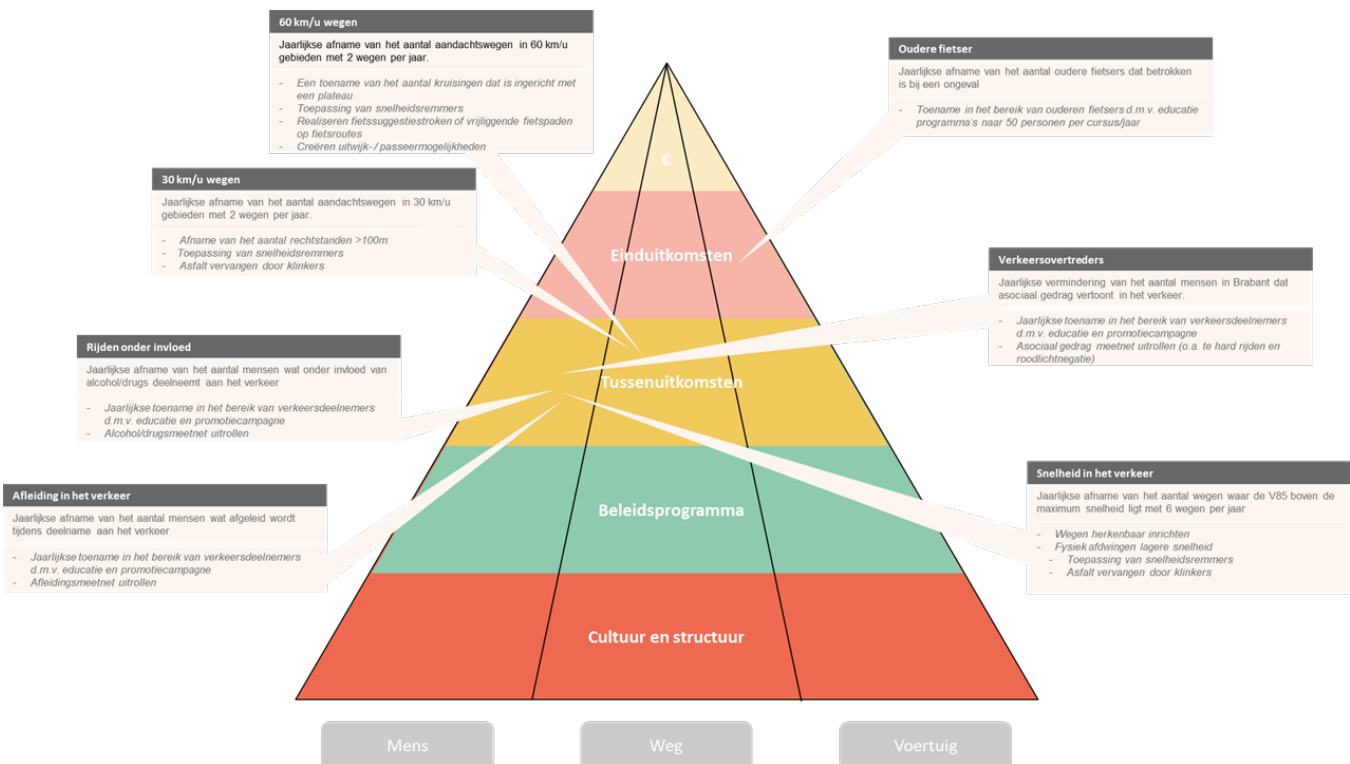 60 km/u wegen
Jaarlijkse afname van het aantal aandachtswegen in 60 km/u
gebieden met 2 wegen per jaar.
- Een toename van het aantal kruisingen dat is ingericht met
een plateau
- Toepassing van snelheidsremmers
- Realiseren fietssuggestiestroken of vrijliggende fietspaden
op fietsroutes
- Creëren uitwijk- / passeermogelijkheden
Oudere fietser
Jaarlijkse afname van het aantal oudere fietsers dat betrokken
is bij een ongeval
- Toename in het bereik van ouderen fietsers d.m.v. educatie
programma's naar 50 personen per cursus/jaar
30 km/u wegen
Jaarlijkse afname van het aantal aandachtswegen in 30 km/u
gebieden met 2 wegen per jaar.
- Afname van het aantal rechtstanden >100m
- Toepassing van snelheidsremmers
- Asfalt vervangen door klinkers
Verkeersovertreders
Jaarlijkse vermindering van het aantal mensen in Brabant dat
asociaal gedrag vertoont in het verkeer.
- Jaarlijkse toename in het bereik van verkeersdeelnemers
d.m.v. educatie en promotiecampagne
- Asociaal gedrag meetnet uitrollen (o.a. te hard rijden en
roodlichtnegatie)
Rijden onder invloed
Jaarlijkse afname van het aantal mensen wat onder invloed van
alcohol/drugs deelneemt aan het verkeer
- Jaarlijkse toename in het bereik van verkeersdeelnemers
d.m.v. educatie en promotiecampagne
- Alcohol/drugsmeetnet uitrollen
Snelheid in het verkeer
Jaarlijkse afname van het aantal wegen waar de V85 boven de
maximum snelheid ligt met 6 wegen per jaar
- Wegen herkenbaar inrichten
- Fysiek afdwingen lagere snelheid
- Toepassing van snelheidsremmers
- Asfalt vervangen door klinkers
Afleiding in het verkeer
Jaarlijkse afname van het aantal mensen wat afgeleid wordt
tijdens deelname aan het verkeer
- Jaarlijkse toename in het bereik van verkeersdeelnemers
d.m.v. educatie en promotiecampagne
- Afleidingsmeetnet uitrollen
€
Einduitkomsten
Tussenuitkomsten
Beleidsprogramma
Cultuur en structuur
Mens
Weg
Voertuig